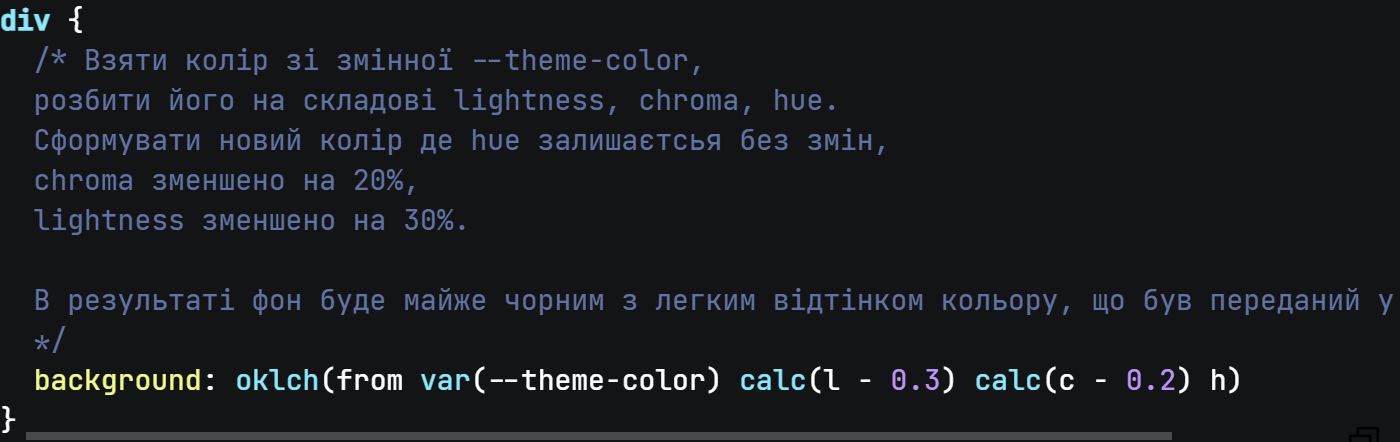 div {
/* Взяти колір зі змінної --theme-color,
розбити його на складові lightness, chroma, hue.
Сформувати новий колір де hue залишаєтсья без змін,
chroma зменшено на 20%,
lightness зменшено на 30%.
В результаті фон буде майже чорним з легким відтінком кольору, що був переданий у
*/
background: oklch(from var(--theme-color) calc(l - 0.3) calc(c - 0.2) h)
}